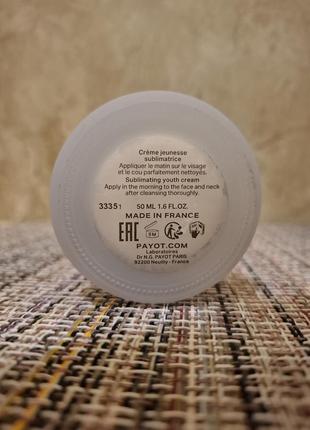 Crème jeunesse
sublimatrice
Appliquer le matin sur le visage
et le cou parfaitement nettoyés.
Sublimating youth cream
Apply in the morning to the face and neck
after cleansing thoroughly.
33351 50 ML 1.6 FL.OZ.
MADE IN FRANCE
EAC
PAYOT.COM
Laboratoires
Dr N.G. PAYOT PARIS
92200 Neuilly - France